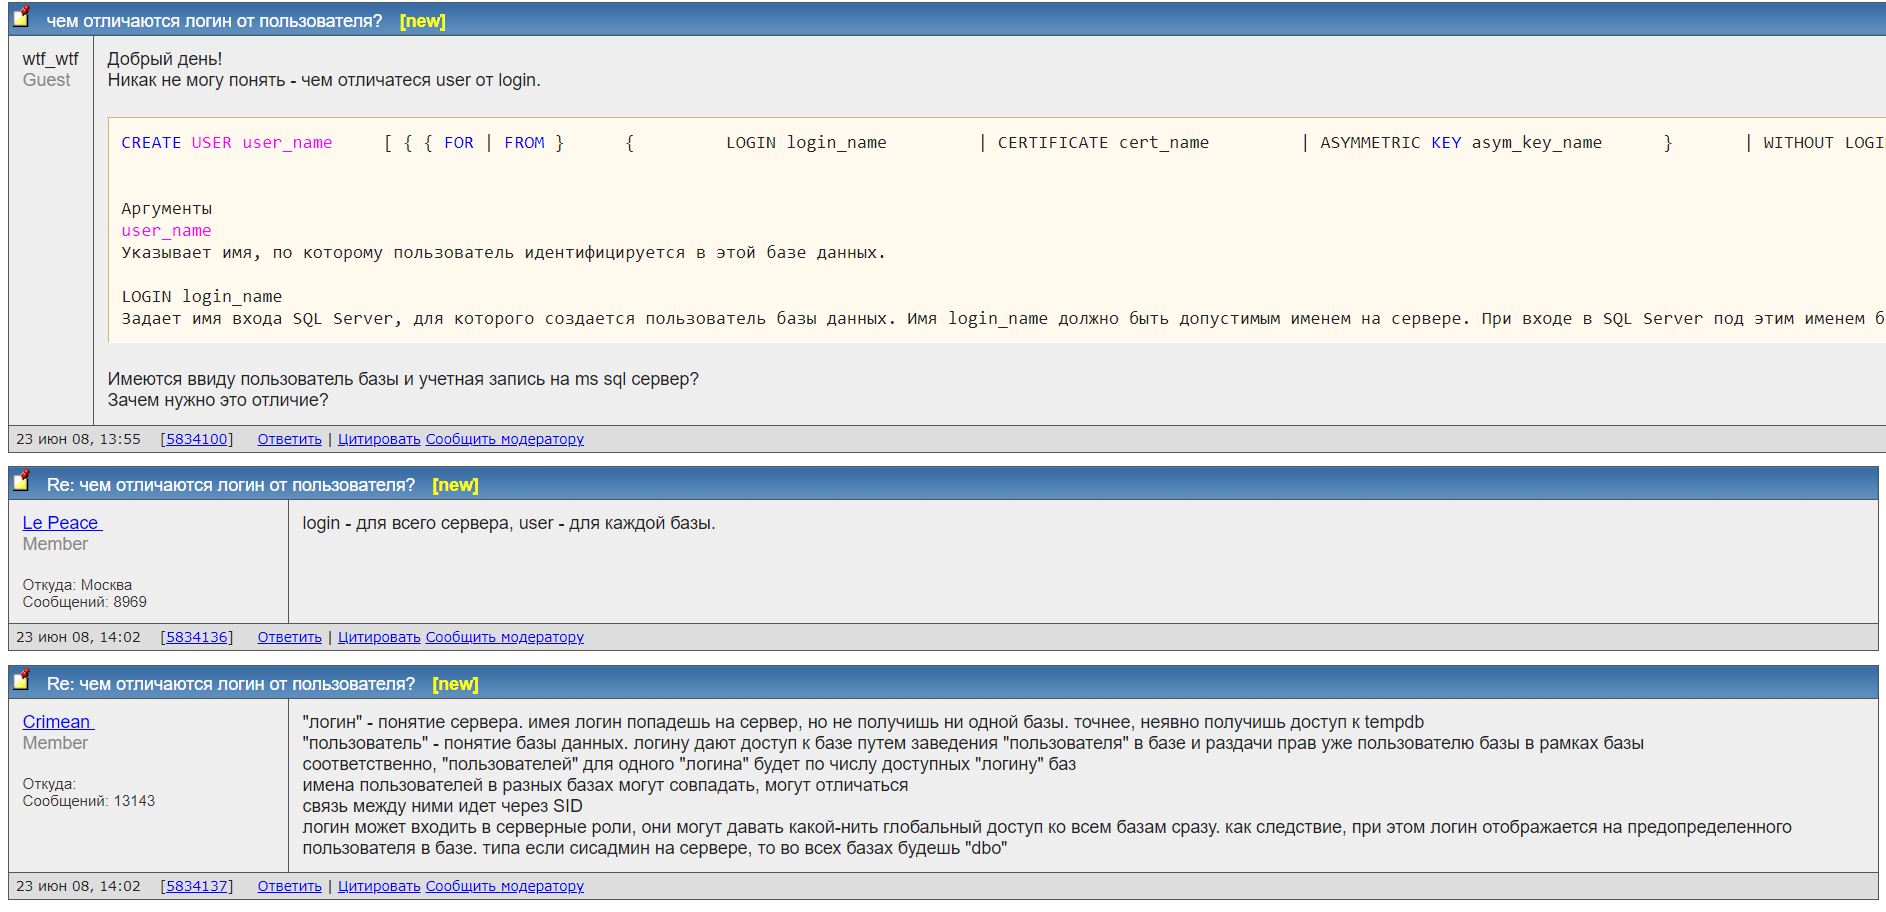 чем отличаются логин от пользователя? [new]
wtf_wtf
Guest
Добрый день!
Никак не могу понять - чем отличатеся user от login.
CREATE USER user_name [ { { FOR | FROM } { LOGIN login_name | CERTIFICATE cert_name | ASYMMETRIC KEY asym_key_name } | WITHOUT LOGI
Аргументы
user_name
Указывает имя, по которому пользователь идентифицируется в этой базе данных.
LOGIN login_name
Задает имя входа SQL Server, для которого создается пользователь базы данных. Имя login_name должно быть допустимым именем на сервере. При входе в SQL Server под этим именем б
Имеются ввиду пользователь базы и учетная запись на ms sql сервер?
Зачем нужно это отличие?
23 июн 08, 13:55 [5834100] Ответить | Цитировать Сообщить модератору
Re: чем отличаются логин от пользователя? [new]
Le Peace
Member
Откуда: Москва
Сообщений: 8969
login - для всего сервера, user - для каждой базы.
23 июн 08, 14:02 [5834136] Ответить | Цитировать Сообщить модератору
Re: чем отличаются логин от пользователя? [new]
Crimean
Member
Откуда:
Сообщений: 13143
"логин" - понятие сервера. имея логин попадешь на сервер, но не получишь ни одной базы. точнее, неявно получишь доступ к tempdb
"пользователь" - понятие базы данных. логину дают доступ к базе путем заведения "пользователя" в базе и раздачи прав уже пользователю базы в рамках базы
соответственно, "пользователей" для одного "логина" будет по числу доступных "логину" баз
имена пользователей в разных базах могут совпадать, могут отличаться
связь между ними идет через SID
логин может входить в серверные роли, они могут давать какой-нить глобальный доступ ко всем базам сразу. как следствие, при этом логин отображается на предопределенного
пользователя в базе. типа если сисадмин на сервере, то во всех базах будешь "dbo"
23 июн 08, 14:02 [5834137] Ответить | Цитировать Сообщить модератору